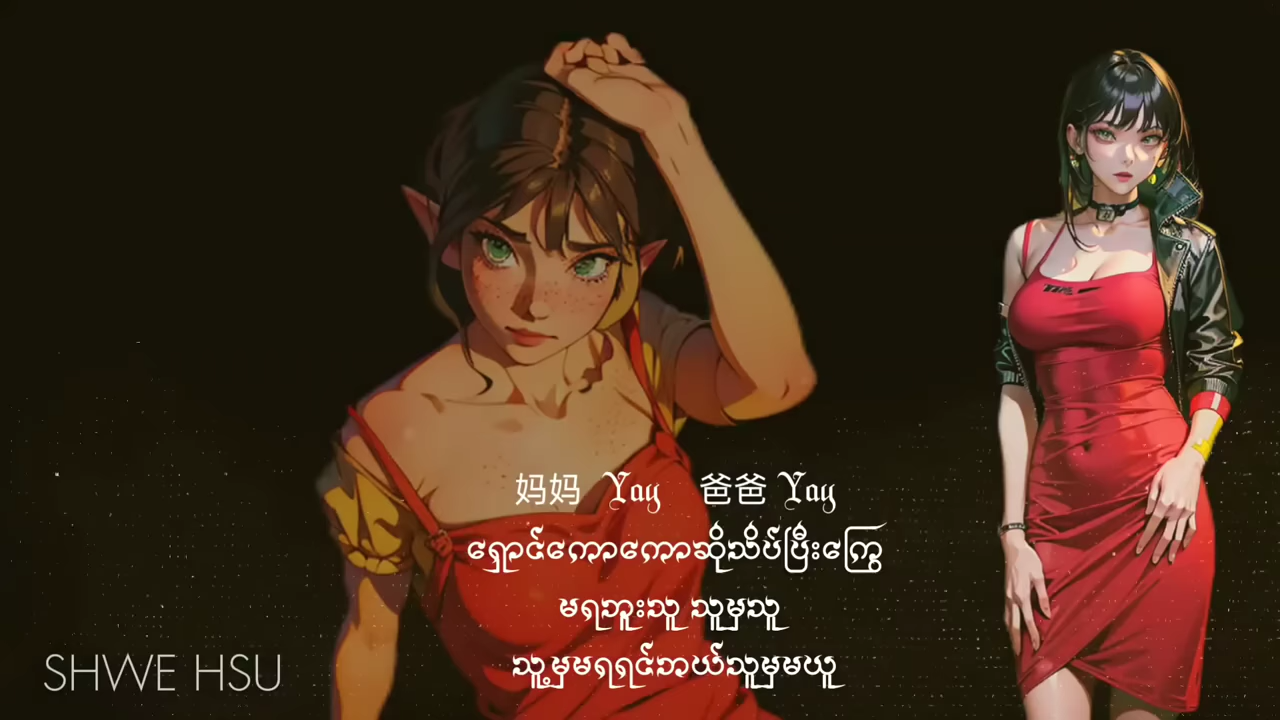 妈妈 Yay 爸爸 Yay
ရှောင်ကောကောဆိုသိပ်ပြီးကြွေ
မရဘူးသူ သူမှသူ
သူ့မှမရရင်ဘယ်သူမှမယူ
SHWE HSU